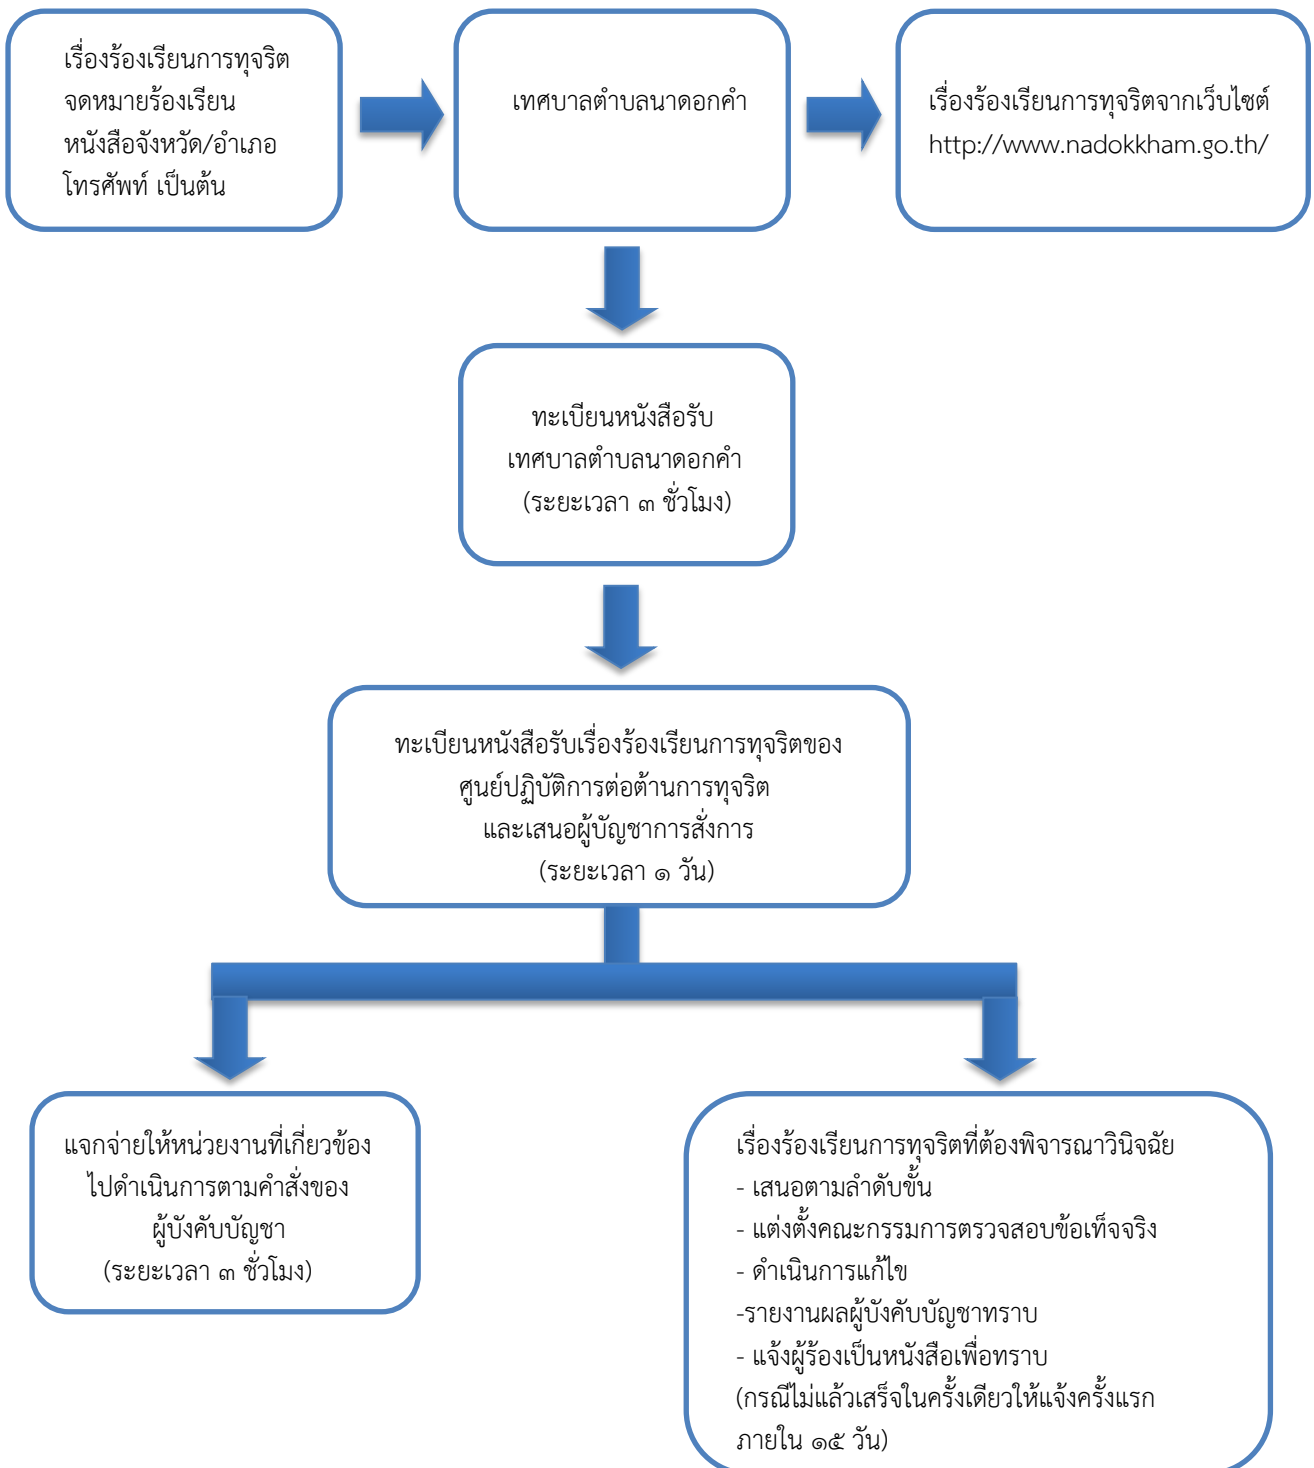 เรื่องร้องเรียนการทุจริต
จดหมายร้องเรียน
หนังสือจังหวัด/อำเภอ
โทรศัพท์ เป็นต้น
เทศบาลตำบลนาดอกคำ
เรื่องร้องเรียนการทุจริตจากเว็บไซต์
http://www.nadokkham.go.th/
ทะเบียนหนังสือรับ
เทศบาลตำบลนาดอกคำ
(ระยะเวลา ๓ ชั่วโมง)
ทะเบียนหนังสือรับเรื่องร้องเรียนการทุจริตของ
ศูนย์ปฏิบัติการต่อต้านการทุจริต
และเสนอผู้บัญชาการสั่งการ
(ระยะเวลา ๑ วัน)
แจกจ่ายให้หน่วยงานที่เกี่ยวข้อง
ไปดำเนินการตามคำสั่งของ
ผู้บังคับบัญชา
(ระยะเวลา ๓ ชั่วโมง)
เรื่องร้องเรียนการทุจริตที่ต้องพิจารณาวินิจฉัย
- เสนอตามลำดับขั้น
- แต่งตั้งคณะกรรมการตรวจสอบข้อเท็จจริง
- ดำเนินการแก้ไข
-รายงานผลผู้บังคับบัญชาทราบ
- แจ้งผู้ร้องเป็นหนังสือเพื่อทราบ
(กรณีไม่แล้วเสร็จในครั้งเดียวให้แจ้งครั้งแรก
ภายใน ๑๕ วัน)